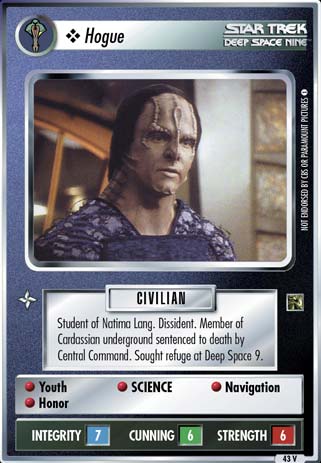 ❖ Hogue
STAR TREK
DEEP SPACE NINE
NOT ENDORSED BY CBS OR PARAMOUNT PICTURES
CIVILIAN
Student of Natima Lang. Dissident. Member of
Cardassian underground sentenced to death by
Central Command. Sought refuge at Deep Space 9.
Youth SCIENCE Navigation
Honor
INTEGRITY 7 CUNNING 6 STRENGTH 6
43 V